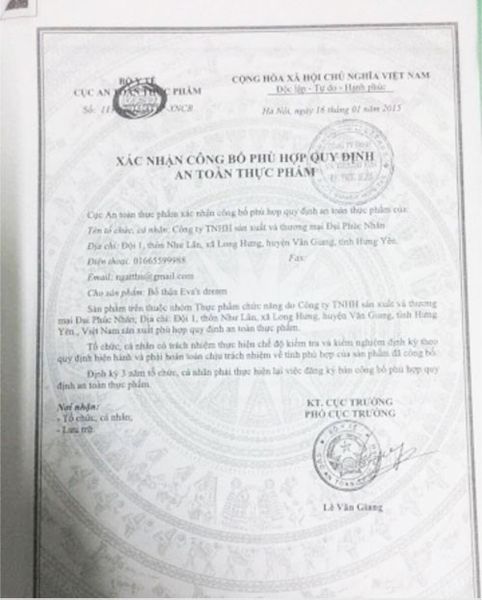 BỘ Y TẾ
CỤC AN TOÀN THỰC PHẨM
CỘNG HÒA XÃ HỘI CHỦ NGHĨA VIỆT NAM
Độc lập - Tự do - Hạnh phúc
Số: XNCB
Hà Nội, ngày 16 tháng 01 năm 2015
XÁC NHẬN CÔNG BỐ PHÙ HỢP QUY ĐỊNH
AN TOÀN THỰC PHẨM
Cục An toàn thực phẩm xác nhận công bố phù hợp quy định an toàn thực phẩm của:
Tên tổ chức, cá nhân: Công ty TNHH sản xuất và thương mại Đại Phúc Nhân
Địa chỉ: Đội 1, thôn Như Lân, xã Long Hưng, huyện Văn Giang, tỉnh Hưng Yên.
Điện thoại: 01665599988 Fax:
Email: @gmail.com
Cho sản phẩm: Bổ thận Eva's dream
Sản phẩm trên thuộc nhóm Thực phẩm chức năng do Công ty TNHH sản xuất và thương
mại Đại Phúc Nhân; Địa chỉ: Đội 1, thôn Như Lân, xã Long Hưng, huyện Văn Giang, tỉnh Hưng
Yên., Việt Nam sản xuất phù hợp quy định an toàn thực phẩm.
Tổ chức, cá nhân có trách nhiệm thực hiện chế độ kiểm tra và kiểm nghiệm định kỳ theo
quy định hiện hành và phải hoàn toàn chịu trách nhiệm về tính phù hợp của sản phẩm đã công bố.
Định kỳ 3 năm tổ chức, cá nhân phải thực hiện lại việc đăng ký bản công bố phù hợp quy
định an toàn thực phẩm.
Nơi nhận:
- Tổ chức, cá nhân;
- Lưu trữ.
KT. CỤC TRƯỞNG
PHÓ CỤC TRƯỞNG
Lê Văn Giang